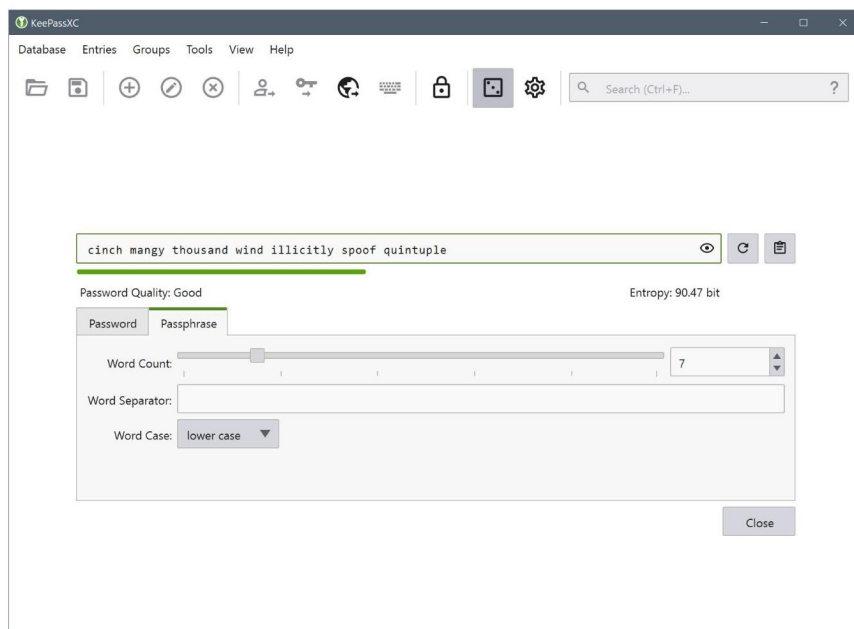 KeePassXC
Database Entries Groups Tools View Help
Search (Ctrl+F)... ?
cinch mangy thousand wind illicitly spoof quintuple
Password Quality: Good Entropy: 90.47 bit
Password Passphrase
Word Count: 7
Word Separator:
Word Case: lower case
Close